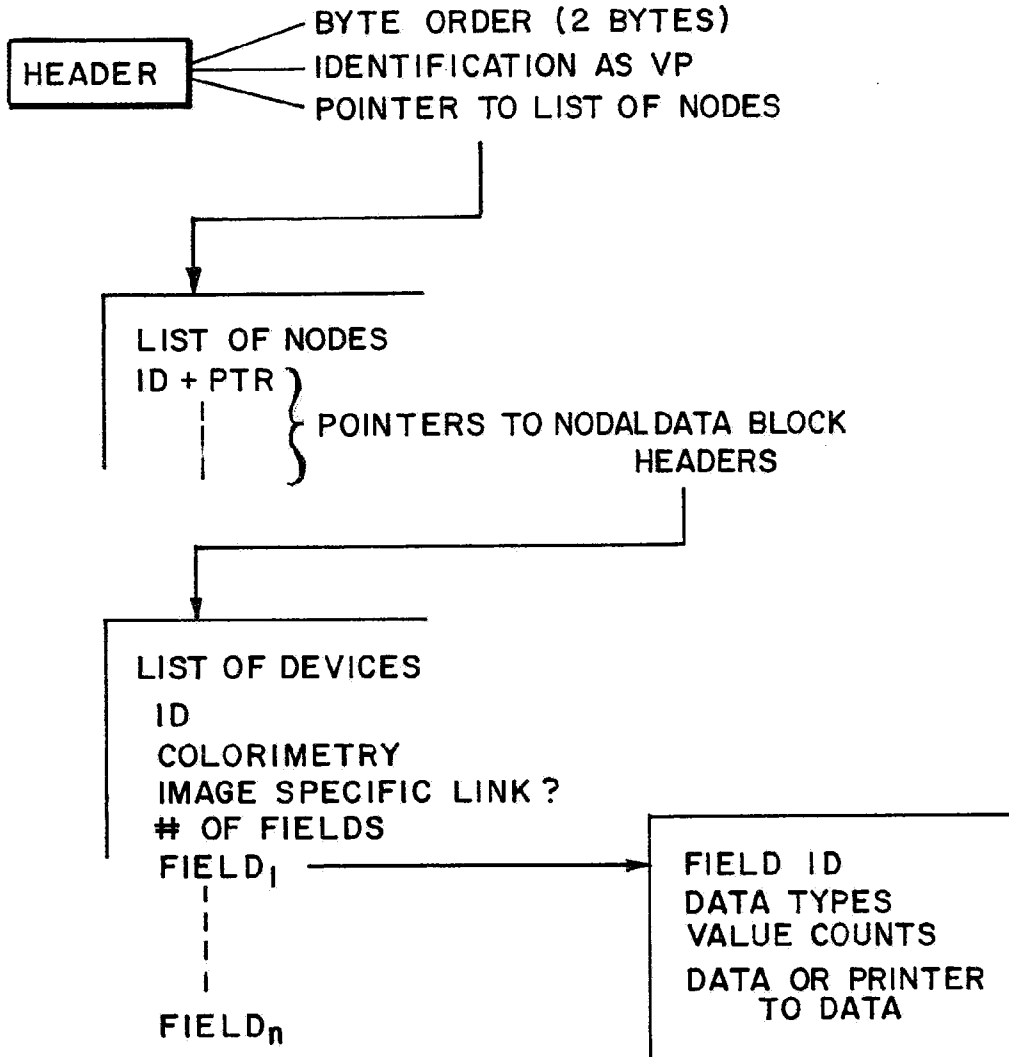 HEADER
BYTE ORDER (2 BYTES)
IDENTIFICATION AS VP
POINTER TO LIST OF NODES
LIST OF NODES
ID + PTR
POINTERS TO NODAL DATA BLOCK
HEADERS
LIST OF DEVICES
ID
COLORIMETRY
IMAGE SPECIFIC LINK ?
# OF FIELDS
FIELD₁
FIELDₙ
FIELD ID
DATA TYPES
VALUE COUNTS
DATA OR PRINTER
TO DATA